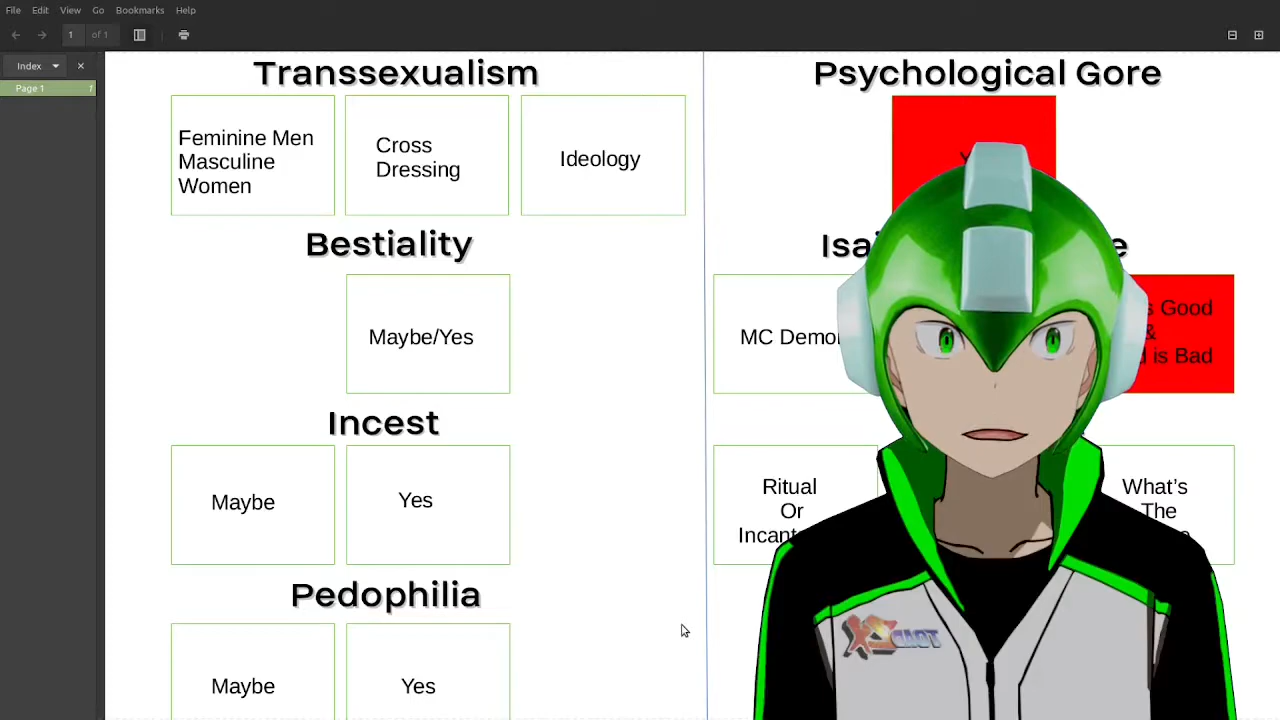 File Edit View Go Bookmarks Help
1 of 1
Index
Page 1 1
Transsexualism
Feminine Men
Masculine
Women
Cross
Dressing
Ideology
Bestiality
Maybe/Yes
Incest
Maybe
Yes
Pedophilia
Maybe
Yes
Psychological Gore
Good
&
is Bad
MC
Ritual
Or
What's
The